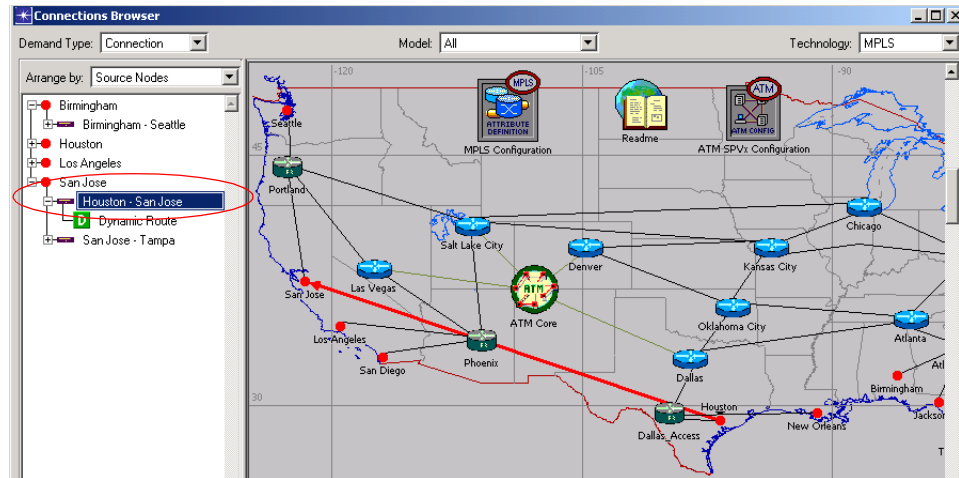 Connections Browser
Demand Type: Connection
Model: All
Technology: MPLS
Arrange by: Source Nodes
Birmingham
Birmingham - Seattle
Houston
Los Angeles
San Jose
Houston - San Jose
D Dynamic Route
San Jose - Tampa
-120
-105
-90
45
30
MPLS
ATTRIBUTE
DEFINITION
MPLS Configuration
Readme
ATM
ATM CONFIG
ATM SPVx Configuration
Seattle
Portland
Salt Lake City
Chicago
Denver
Kansas City
San Jose
Las Vegas
ATM
ATM Core
Oklahoma City
Los Angeles
Phoenix
Atlanta
San Diego
Dallas
Atl
Birmingham
Houston
Dallas_Access
New Orleans
Jackson
T